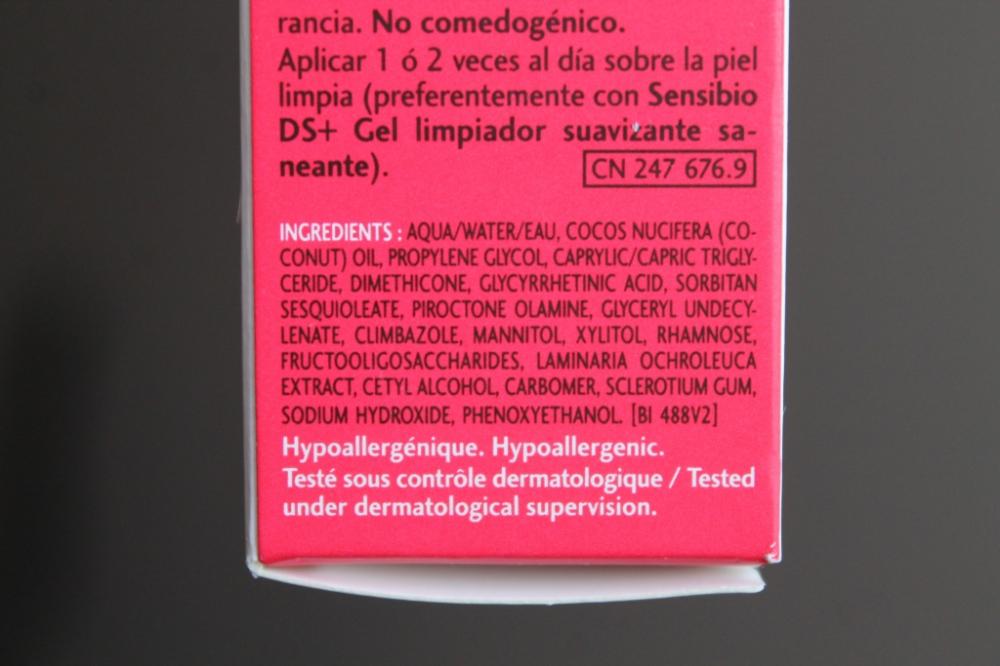 rancia. No comedogénico.
Aplicar 1 ó 2 veces al día sobre la piel
limpia (preferentemente con Sensibio
DS+ Gel limpiador suavizante sa-
neante).
CN 247 676.9
INGREDIENTS : AQUA/WATER/EAU, COCOS NUCIFERA (CO-
CONUT) OIL, PROPYLENE GLYCOL, CAPRYLIC/CAPRIC TRIGLY-
CERIDE, DIMETHICONE, GLYCYRRHETINIC ACID, SORBITAN
SESQUIOLEATE, PIROCTONE OLAMINE, GLYCERYL UNDECY-
LENATE, CLIMBAZOLE, MANNITOL, XYLITOL, RHAMNOSE,
FRUCTOOLIGOSACCHARIDES, LAMINARIA OCHROLEUCA
EXTRACT, CETYL ALCOHOL, CARBOMER, SCLEROTIUM GUM,
SODIUM HYDROXIDE, PHENOXYETHANOL. [BI 488V2]
Hypoallergénique. Hypoallergenic.
Testé sous contrôle dermatologique / Tested
under dermatological supervision.